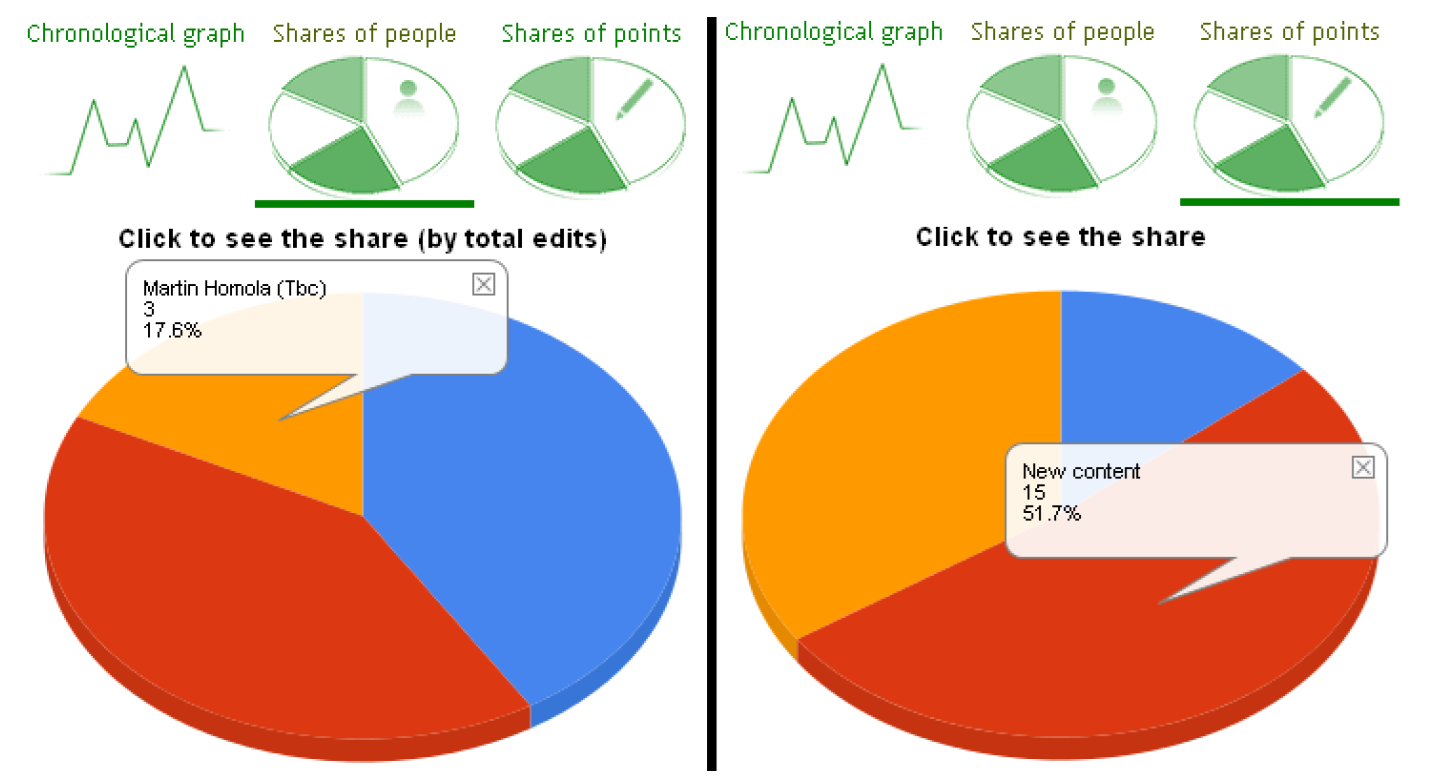 Chronological graph
Shares of people
Shares of points
Click to see the share (by total edits)
Martin Homola (Tbc)
3
17.6%
Chronological graph
Shares of people
Shares of points
Click to see the share
New content
15
51.7%